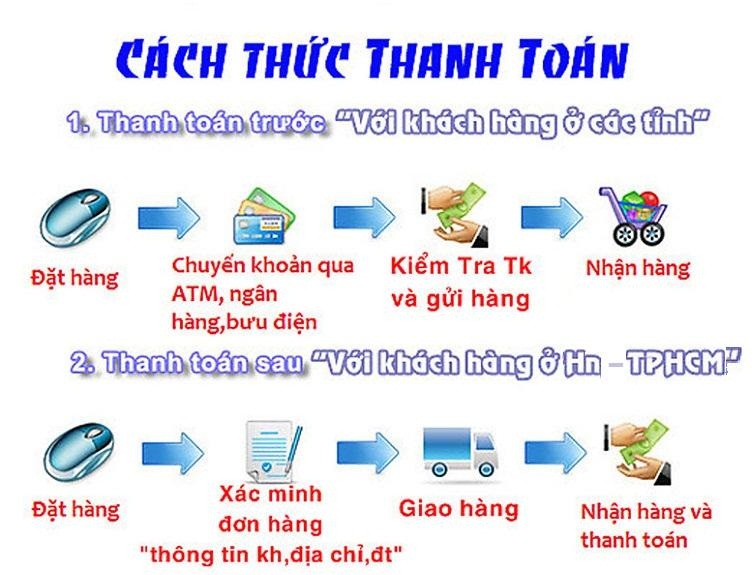 CÁCH THỨC THANH TOÁN
1. Thanh toán trước "Với khách hàng ở các tỉnh"
Đặt hàng
Chuyển khoản qua
ATM, ngân
hàng,bưu điện
Kiểm Tra Tk
và gửi hàng
Nhận hàng
2. Thanh toán sau "Với khách hàng ở Hn – TPHCM"
Đặt hàng
Xác minh
đơn hàng
"thông tin kh,địa chỉ,đt"
Giao hàng
Nhận hàng và
thanh toán